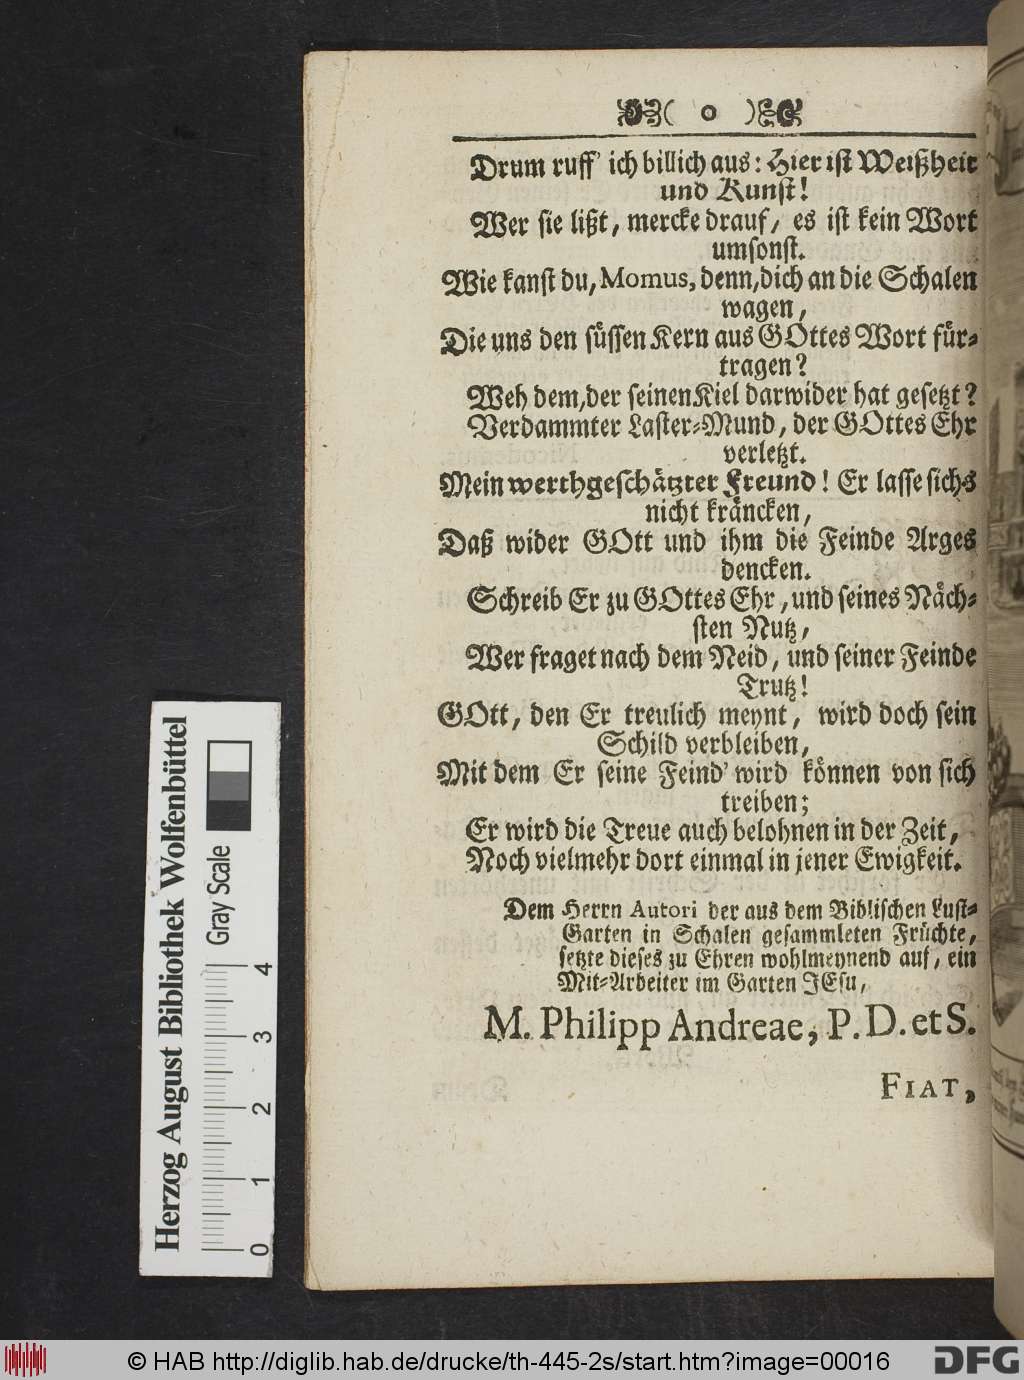 ( o )
Drum ruff' ich billich aus: Hier ist Weißheit
und Kunst!
Wer sie lißt, mercke drauf, es ist kein Wort
umsonst.
Wie kanst du, Momus, denn, dich an die Schalen
wagen,
Die uns den süssen Kern aus GOttes Wort für-
tragen?
Weh dem, der seinen Kiel darwider hat gesetzt?
Verdammter Laster-Mund, der GOttes Ehr
verletzt.
Mein werthgeschätzter Freund! Er lasse sichs
nicht kräncken,
Daß wider GOtt und ihm die Feinde Arges
dencken.
Schreib Er zu GOttes Ehr, und seines Näch-
sten Nutz,
Wer fraget nach dem Neid, und seiner Feinde
Trutz!
GOtt, den Er treulich meynt, wird doch sein
Schild verbleiben,
Mit dem Er seine Feind' wird können von sich
treiben;
Er wird die Treue auch belohnen in der Zeit,
Noch vielmehr dort einmal in jener Ewigkeit.
Dem Herrn Autori der aus dem Biblischen Lust-
Garten in Schalen gesammleten Früchte,
setzte dieses zu Ehren wohlmeynend auf, ein
Mit-Arbeiter im Garten JEsu,
M. Philipp Andreae, P. D. et S.
FIAT,
Herzog August Bibliothek Wolfenbüttel
Gray Scale
0 1 2 3 4
© HAB http://diglib.hab.de/drucke/th-445-2s/start.htm?image=00016
DFG